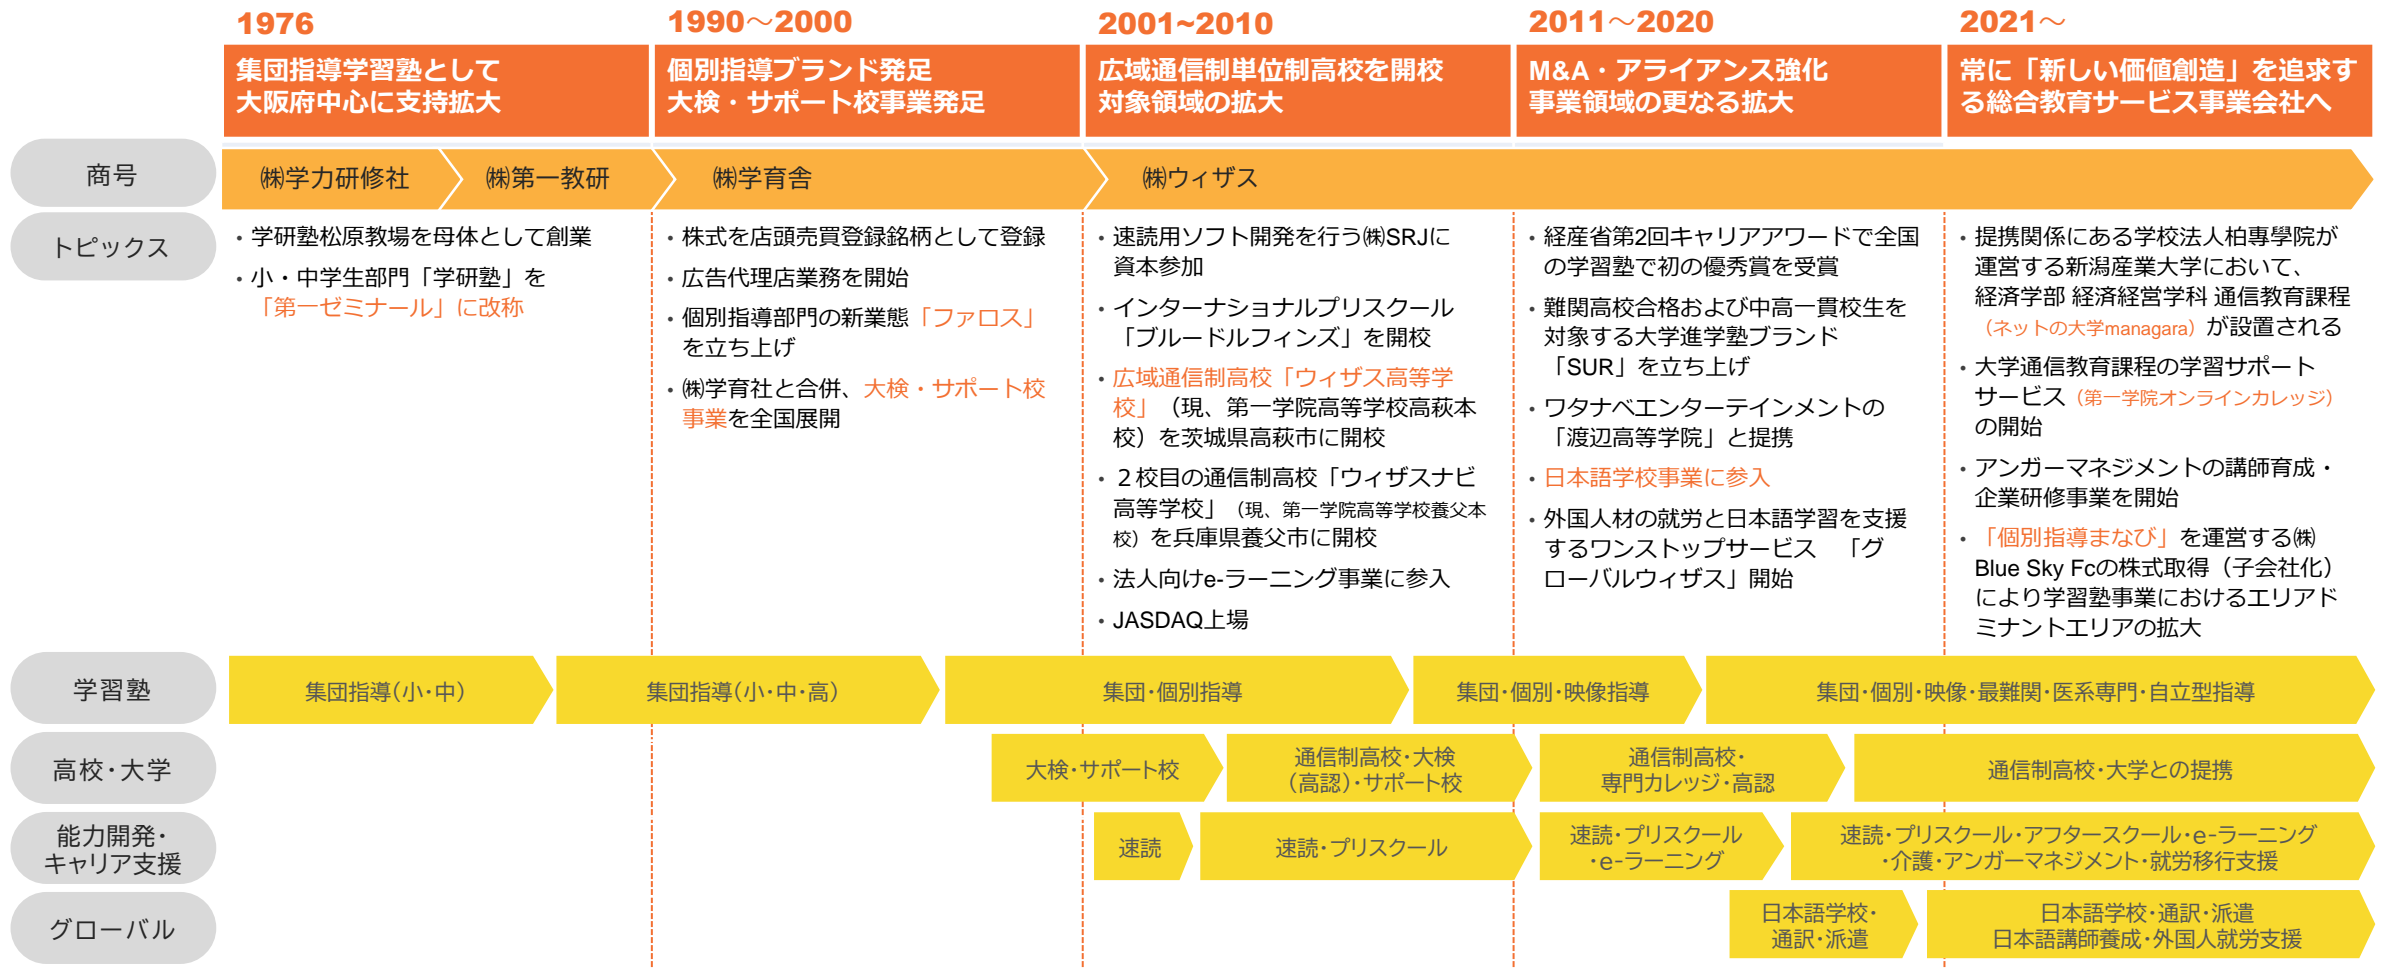 1976
1990～2000
2001~2010
2011～2020
2021～
集団指導学習塾として
大阪府中心に支持拡大
個別指導ブランド発足
大検・サポート校事業発足
広域通信制単位制高校を開校
対象領域の拡大
M&A・アライアンス強化
事業領域の更なる拡大
常に「新しい価値創造」を追求す
る総合教育サービス事業会社へ
商号
㈱学力研修社
㈱第一教研
㈱学育舎
㈱ウィザス
トピックス
・学研塾松原教場を母体として創業
・小・中学生部門「学研塾」を
「第一ゼミナール」に改称
・株式を店頭売買登録銘柄として登録
・広告代理店業務を開始
・個別指導部門の新業態「ファロス」
を立ち上げ
・㈱学育社と合併、大検・サポート校
事業を全国展開
・速読用ソフト開発を行う㈱SRJに
資本参加
・インターナショナルプリスクール
「ブルードルフィンズ」を開校
・広域通信制高校「ウィザス高等学
校」（現、第一学院高等学校高萩本
校）を茨城県高萩市に開校
・２校目の通信制高校「ウィザスナビ
高等学校」（現、第一学院高等学校養父本
校）を兵庫県養父市に開校
・法人向けe-ラーニング事業に参入
・JASDAQ上場
・経産省第2回キャリアアワードで全国
の学習塾で初の優秀賞を受賞
・難関高校合格および中高一貫校生を
対象する大学進学塾ブランド
「SUR」を立ち上げ
・ワタナベエンターテインメントの
「渡辺高等学院」と提携
・日本語学校事業に参入
・外国人材の就労と日本語学習を支援
するワンストップサービス　「グ
ローバルウィザス」開始
・提携関係にある学校法人柏専學院が
運営する新潟産業大学において、
経済学部 経済経営学科 通信教育課程
（ネットの大学managara）が設置される
・大学通信教育課程の学習サポート
サービス（第一学院オンラインカレッジ）
の開始
・アンガーマネジメントの講師育成・
企業研修事業を開始
・「個別指導まなび」を運営する㈱
Blue Sky Fcの株式取得（子会社化）
により学習塾事業におけるエリアド
ミナントエリアの拡大
学習塾
集団指導（小・中）
集団指導（小・中・高）
集団・個別指導
集団・個別・映像指導
集団・個別・映像・最難関・医系専門・自立型指導
高校・大学
大検・サポート校
通信制高校・大検
（高認）・サポート校
通信制高校・
専門カレッジ・高認
通信制高校・大学との提携
能力開発・
キャリア支援
速読
速読・プリスクール
速読・プリスクール
・e-ラーニング
速読・プリスクール・アフタースクール・e-ラーニング
・介護・アンガーマネジメント・就労移行支援
グローバル
日本語学校・
通訳・派遣
日本語学校・通訳・派遣
日本語講師養成・外国人就労支援